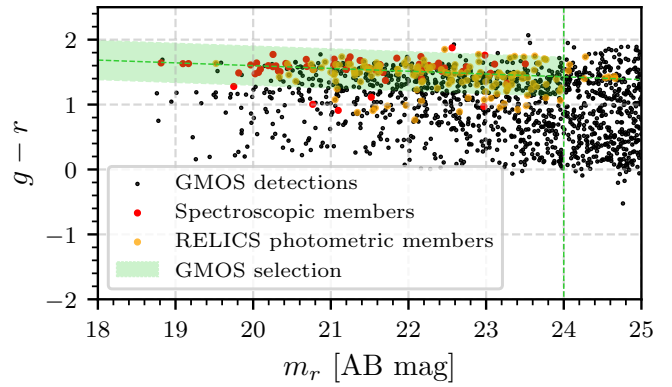 2
1
0
−1
−2
g − r
GMOS detections
Spectroscopic members
RELICS photometric members
GMOS selection
18 19 20 21 22 23 24 25
m_r [AB mag]